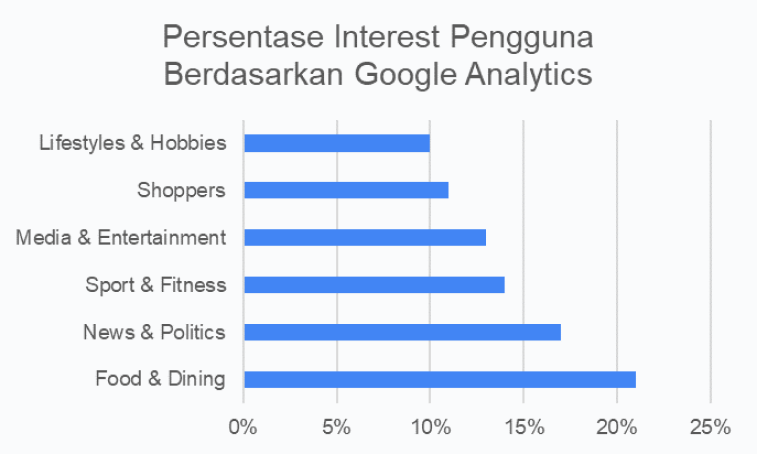 Persentase Interest Pengguna
Berdasarkan Google Analytics
Lifestyles & Hobbies
Shoppers
Media & Entertainment
Sport & Fitness
News & Politics
Food & Dining
0% 5% 10% 15% 20% 25%